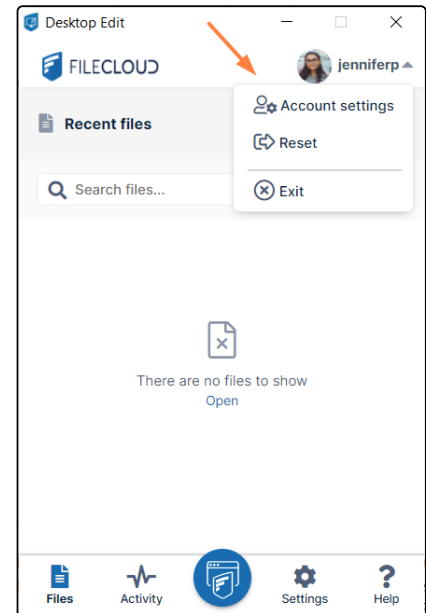 Desktop Edit
FILECLOUD
jenniferp
Account settings
Recent files
Reset
Search files...
Exit
There are no files to show
Open
Files
Activity
Settings
Help